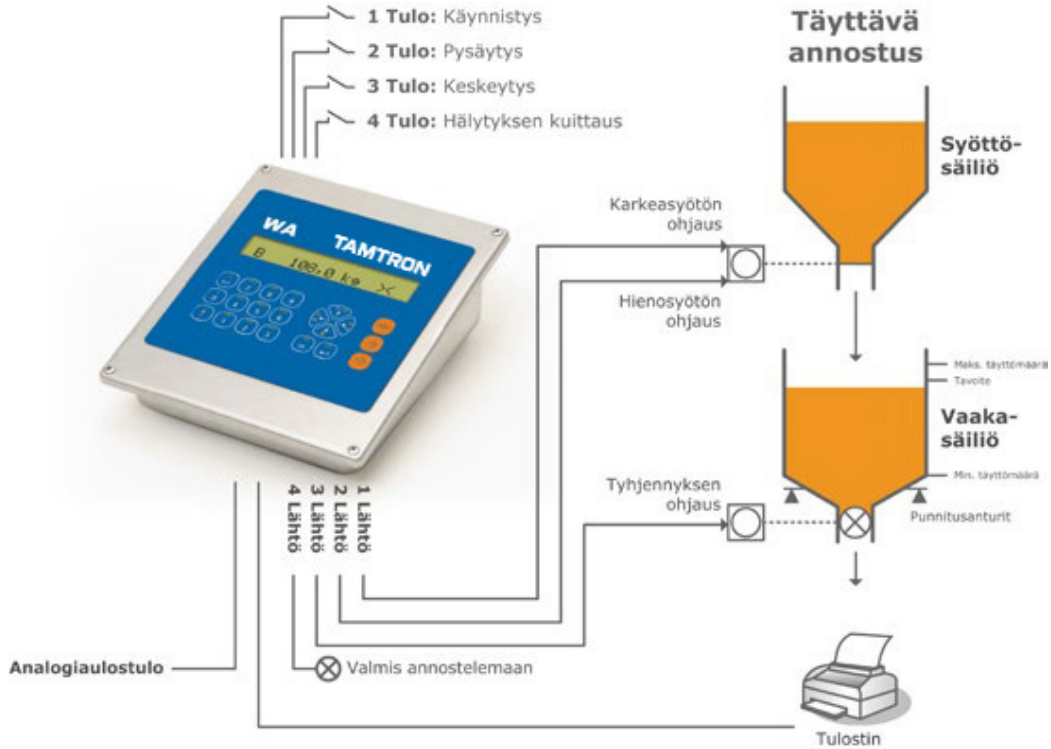 1 Tulo: Käynnistys
2 Tulo: Pysäytys
3 Tulo: Keskeytys
4 Tulo: Hälytyksen kuittaus
Täyttävä
annostus
Syöttö-
säiliö
Karkeasyötön
ohjaus
Hienosyötön
ohjaus
WA TAMTRON
B 108.0 kg ><
Maks. täyttömäärä
Tavoite
Vaaka-
säiliö
Min. täyttömäärä
Punnitusanturit
Tyhjennyksen
ohjaus
4 Lähtö
3 Lähtö
2 Lähtö
1 Lähtö
Analogiaulostulo
Valmis annostelemaan
Tulostin